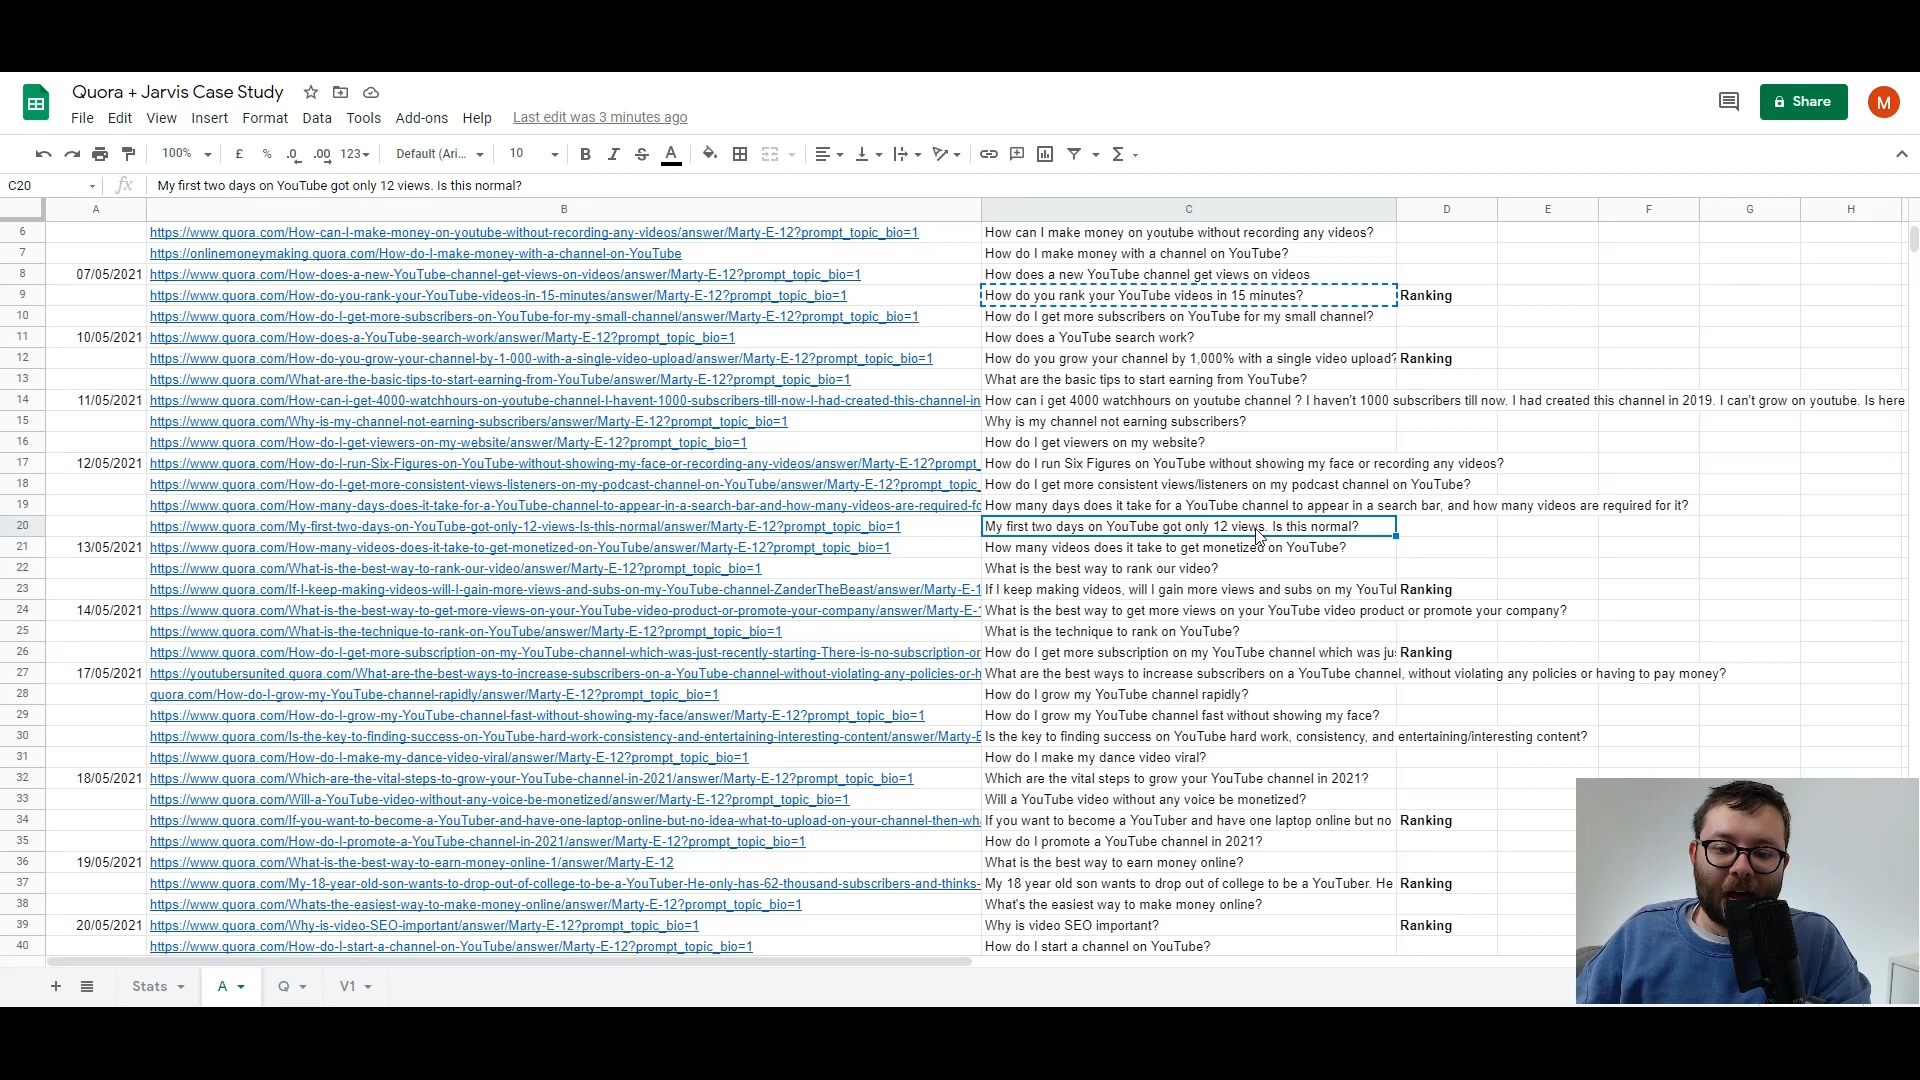 Quora + Jarvis Case Study
Share
M
File Edit View Insert Format Data Tools Add-ons Help Last edit was 3 minutes ago
100% £ % .0 .00 123 Default (Ari... 10 B I S A Σ
C20 fx My first two days on YouTube got only 12 views. Is this normal?
A B C D E F G H
6 https://www.quora.com/How-can-I-make-money-on-youtube-without-recording-any-videos/answer/Marty-E-12?prompt_topic_bio=1 How can I make money on youtube without recording any videos?
7 https://onlinemoneymaking.quora.com/How-do-I-make-money-with-a-channel-on-YouTube How do I make money with a channel on YouTube?
8 07/05/2021 https://www.quora.com/How-does-a-new-YouTube-channel-get-views-on-videos/answer/Marty-E-12?prompt_topic_bio=1 How does a new YouTube channel get views on videos
9 https://www.quora.com/How-do-you-rank-your-YouTube-videos-in-15-minutes/answer/Marty-E-12?prompt_topic_bio=1 How do you rank your YouTube videos in 15 minutes? Ranking
10 https://www.quora.com/How-do-I-get-more-subscribers-on-YouTube-for-my-small-channel/answer/Marty-E-12?prompt_topic_bio=1 How do I get more subscribers on YouTube for my small channel?
11 10/05/2021 https://www.quora.com/How-does-a-YouTube-search-work/answer/Marty-E-12?prompt_topic_bio=1 How does a YouTube search work?
12 https://www.quora.com/How-do-you-grow-your-channel-by-1-000-with-a-single-video-upload/answer/Marty-E-12?prompt_topic_bio=1 How do you grow your channel by 1,000% with a single video upload? Ranking
13 https://www.quora.com/What-are-the-basic-tips-to-start-earning-from-YouTube/answer/Marty-E-12?prompt_topic_bio=1 What are the basic tips to start earning from YouTube?
14 11/05/2021 https://www.quora.com/How-can-i-get-4000-watchhours-on-youtube-channel-I-havent-1000-subscribers-till-now-I-had-created-this-channel-in How can i get 4000 watchhours on youtube channel ? I haven't 1000 subscribers till now. I had created this channel in 2019. I can't grow on youtube. Is here
15 https://www.quora.com/Why-is-my-channel-not-earning-subscribers/answer/Marty-E-12?prompt_topic_bio=1 Why is my channel not earning subscribers?
16 https://www.quora.com/How-do-I-get-viewers-on-my-website/answer/Marty-E-12?prompt_topic_bio=1 How do I get viewers on my website?
17 12/05/2021 https://www.quora.com/How-do-I-run-Six-Figures-on-YouTube-without-showing-my-face-or-recording-any-videos/answer/Marty-E-12?prompt_ How do I run Six Figures on YouTube without showing my face or recording any videos?
18 https://www.quora.com/How-do-I-get-more-consistent-views-listeners-on-my-podcast-channel-on-YouTube/answer/Marty-E-12?prompt_topic_ How do I get more consistent views/listeners on my podcast channel on YouTube?
19 https://www.quora.com/How-many-days-does-it-take-for-a-YouTube-channel-to-appear-in-a-search-bar-and-how-many-videos-are-required-fo How many days does it take for a YouTube channel to appear in a search bar, and how many videos are required for it?
20 https://www.quora.com/My-first-two-days-on-YouTube-got-only-12-views-Is-this-normal/answer/Marty-E-12?prompt_topic_bio=1 My first two days on YouTube got only 12 views. Is this normal?
21 13/05/2021 https://www.quora.com/How-many-videos-does-it-take-to-get-monetized-on-YouTube/answer/Marty-E-12?prompt_topic_bio=1 How many videos does it take to get monetized on YouTube?
22 https://www.quora.com/What-is-the-best-way-to-rank-our-video/answer/Marty-E-12?prompt_topic_bio=1 What is the best way to rank our video?
23 https://www.quora.com/If-I-keep-making-videos-will-I-gain-more-views-and-subs-on-my-YouTube-channel-ZanderTheBeast/answer/Marty-E-1 If I keep making videos, will I gain more views and subs on my YouTul Ranking
24 14/05/2021 https://www.quora.com/What-is-the-best-way-to-get-more-views-on-your-YouTube-video-product-or-promote-your-company/answer/Marty-E- What is the best way to get more views on your YouTube video product or promote your company?
25 https://www.quora.com/What-is-the-technique-to-rank-on-YouTube/answer/Marty-E-12?prompt_topic_bio=1 What is the technique to rank on YouTube?
26 https://www.quora.com/How-do-I-get-more-subscription-on-my-YouTube-channel-which-was-just-recently-starting-There-is-no-subscription-or How do I get more subscription on my YouTube channel which was ju Ranking
27 17/05/2021 https://youtubersunited.quora.com/What-are-the-best-ways-to-increase-subscribers-on-a-YouTube-channel-without-violating-any-policies-or-h What are the best ways to increase subscribers on a YouTube channel, without violating any policies or having to pay money?
28 quora.com/How-do-I-grow-my-YouTube-channel-rapidly/answer/Marty-E-12?prompt_topic_bio=1 How do I grow my YouTube channel rapidly?
29 https://www.quora.com/How-do-I-grow-my-YouTube-channel-fast-without-showing-my-face/answer/Marty-E-12?prompt_topic_bio=1 How do I grow my YouTube channel fast without showing my face?
30 https://www.quora.com/Is-the-key-to-finding-success-on-YouTube-hard-work-consistency-and-entertaining-interesting-content/answer/Marty-E Is the key to finding success on YouTube hard work, consistency, and entertaining/interesting content?
31 https://www.quora.com/How-do-I-make-my-dance-video-viral/answer/Marty-E-12?prompt_topic_bio=1 How do I make my dance video viral?
32 18/05/2021 https://www.quora.com/Which-are-the-vital-steps-to-grow-your-YouTube-channel-in-2021/answer/Marty-E-12?prompt_topic_bio=1 Which are the vital steps to grow your YouTube channel in 2021?
33 https://www.quora.com/Will-a-YouTube-video-without-any-voice-be-monetized/answer/Marty-E-12?prompt_topic_bio=1 Will a YouTube video without any voice be monetized?
34 https://www.quora.com/If-you-want-to-become-a-YouTuber-and-have-one-laptop-online-but-no-idea-what-to-upload-on-your-channel-then-wh If you want to become a YouTuber and have one laptop online but no Ranking
35 https://www.quora.com/How-do-I-promote-a-YouTube-channel-in-2021/answer/Marty-E-12?prompt_topic_bio=1 How do I promote a YouTube channel in 2021?
36 19/05/2021 https://www.quora.com/What-is-the-best-way-to-earn-money-online-1/answer/Marty-E-12 What is the best way to earn money online?
37 https://www.quora.com/My-18-year-old-son-wants-to-drop-out-of-college-to-be-a-YouTuber-He-only-has-62-thousand-subscribers-and-thinks- My 18 year old son wants to drop out of college to be a YouTuber. He Ranking
38 https://www.quora.com/Whats-the-easiest-way-to-make-money-online/answer/Marty-E-12?prompt_topic_bio=1 What's the easiest way to make money online?
39 20/05/2021 https://www.quora.com/Why-is-video-SEO-important/answer/Marty-E-12?prompt_topic_bio=1 Why is video SEO important? Ranking
40 https://www.quora.com/How-do-I-start-a-channel-on-YouTube/answer/Marty-E-12?prompt_topic_bio=1 How do I start a channel on YouTube?
Stats A Q V1